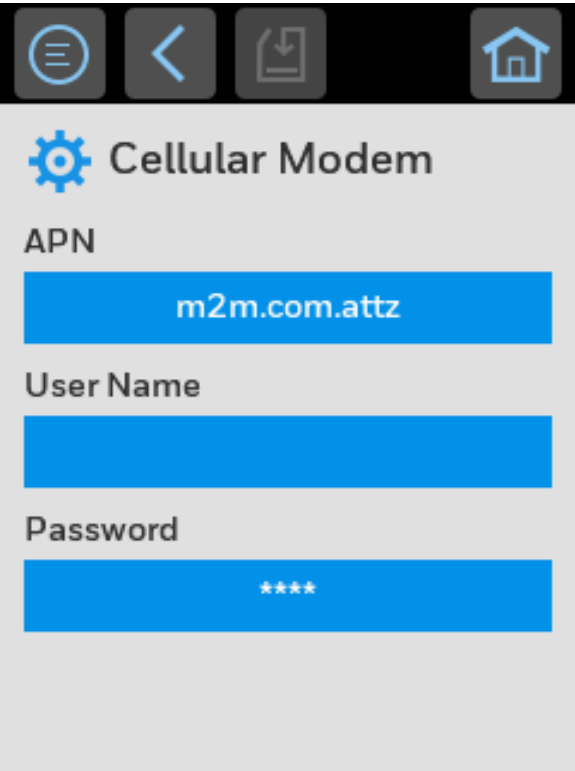 Cellular Modem
APN
m2m.com.attz
User Name
Password
****